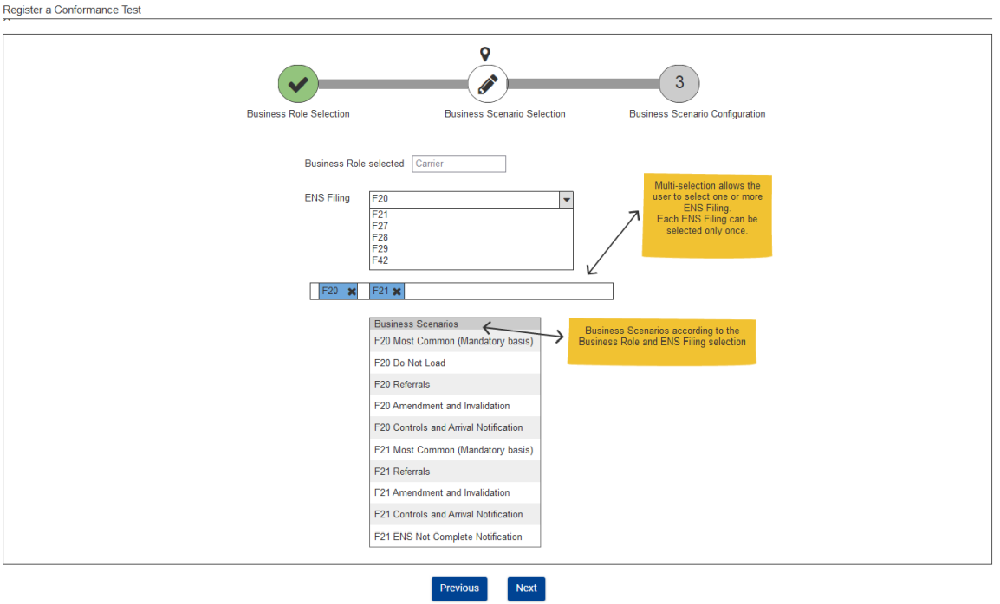 Register a Conformance Test
3
Business Role Selection
Business Scenario Selection
Business Scenario Configuration
Business Role selected
Carrier
ENS Filing
F20
F21
F27
F28
F29
F42
Multi-selection allows the
user to select one or more
ENS Filing.
Each ENS Filing can be
selected only once.
F20
F21
Business Scenarios
F20 Most Common (Mandatory basis)
F20 Do Not Load
F20 Referrals
F20 Amendment and Invalidation
F20 Controls and Arrival Notification
F21 Most Common (Mandatory basis)
F21 Referrals
F21 Amendment and Invalidation
F21 Controls and Arrival Notification
F21 ENS Not Complete Notification
Business Scenarios according to the
Business Role and ENS Filing selection
Previous
Next